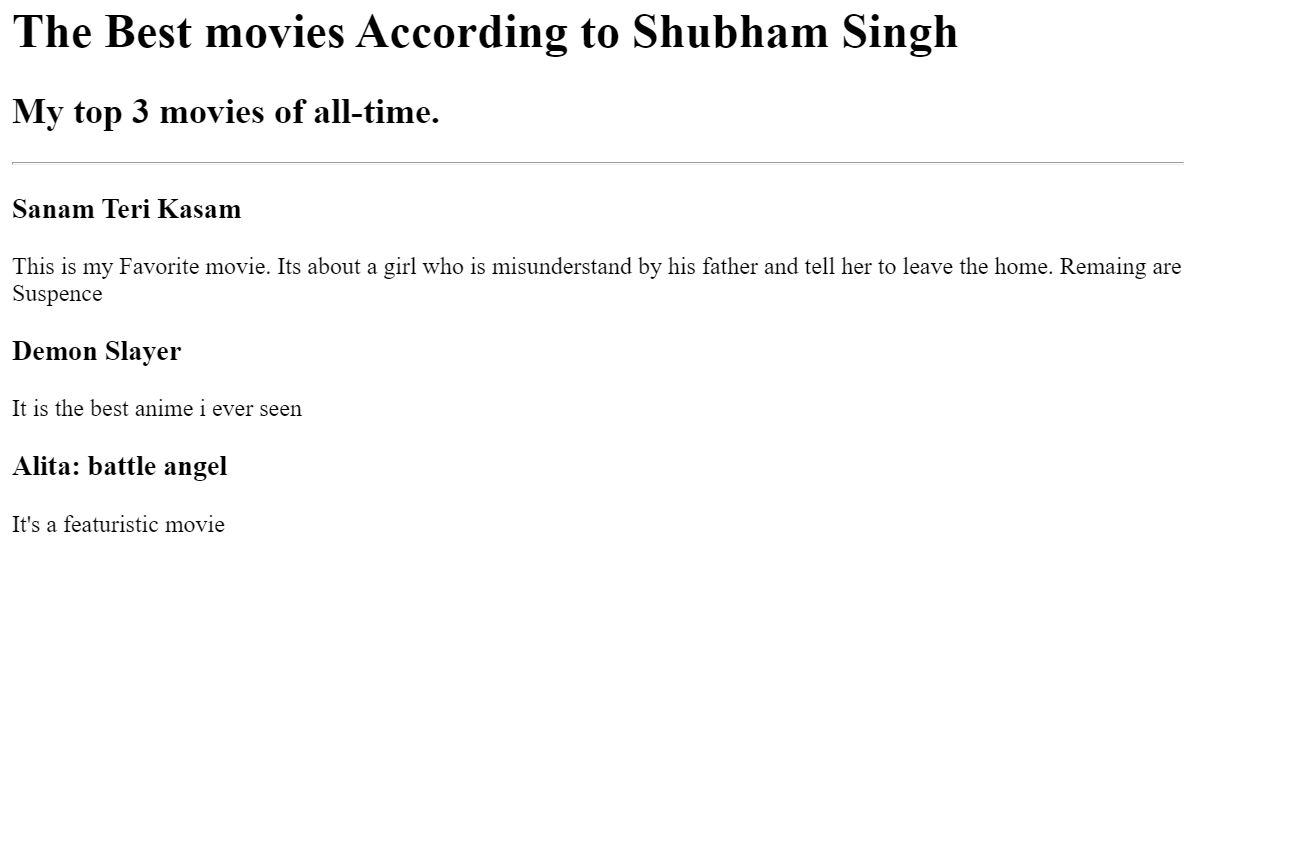 The Best movies According to Shubham Singh
My top 3 movies of all-time.
Sanam Teri Kasam
This is my Favorite movie. Its about a girl who is misunderstand by his father and tell her to leave the home. Remaing are
Suspence
Demon Slayer
It is the best anime i ever seen
Alita: battle angel
It's a featuristic movie